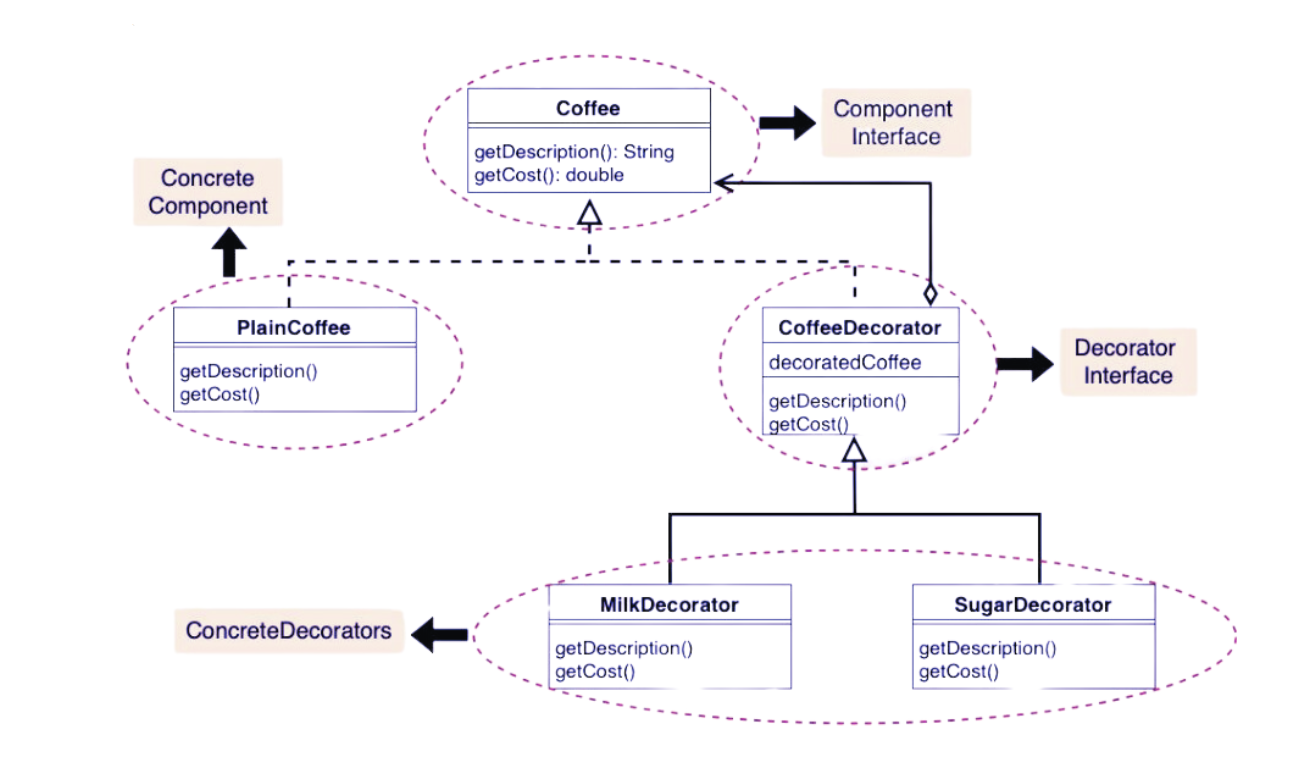 Coffee
getDescription(): String
getCost(): double
Component
Interface
Concrete
Component
PlainCoffee
getDescription()
getCost()
CoffeeDecorator
decoratedCoffee
getDescription()
getCost()
Decorator
Interface
ConcreteDecorators
MilkDecorator
getDescription()
getCost()
SugarDecorator
getDescription()
getCost()